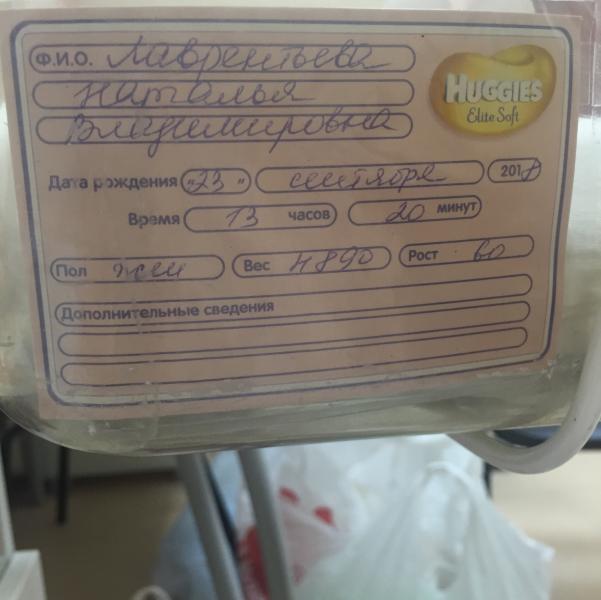 Ф.И.О. Лаврентьева
Наталья
Владимировна
HUGGIES
Elite Soft
Дата рождения "23" сентября 2018
Время 13 часов 20 минут
Пол жен Вес 4890 Рост 60
Дополнительные сведения